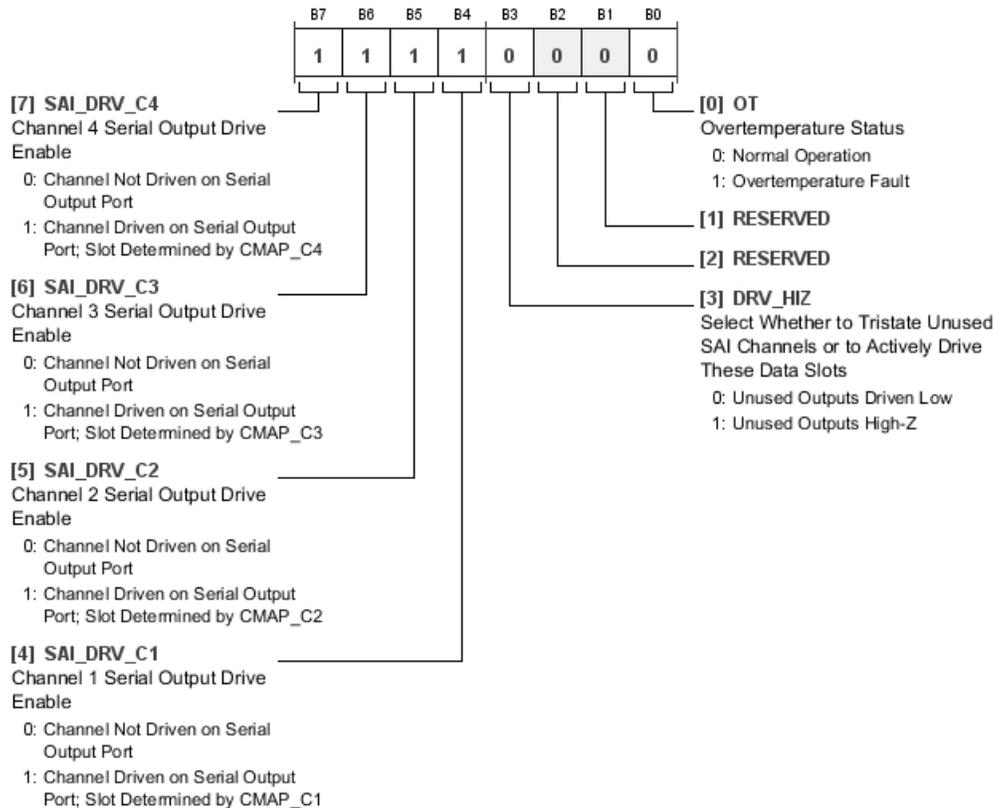 B7 B6 B5 B4 B3 B2 B1 B0
1 1 1 1 0 0 0 0
[7] SAI_DRV_C4
Channel 4 Serial Output Drive
Enable
0: Channel Not Driven on Serial
Output Port
1: Channel Driven on Serial Output
Port; Slot Determined by CMAP_C4
[6] SAI_DRV_C3
Channel 3 Serial Output Drive
Enable
0: Channel Not Driven on Serial
Output Port
1: Channel Driven on Serial Output
Port; Slot Determined by CMAP_C3
[5] SAI_DRV_C2
Channel 2 Serial Output Drive
Enable
0: Channel Not Driven on Serial
Output Port
1: Channel Driven on Serial Output
Port; Slot Determined by CMAP_C2
[4] SAI_DRV_C1
Channel 1 Serial Output Drive
Enable
0: Channel Not Driven on Serial
Output Port
1: Channel Driven on Serial Output
Port; Slot Determined by CMAP_C1
[0] OT
Overtemperature Status
0: Normal Operation
1: Overtemperature Fault
[1] RESERVED
[2] RESERVED
[3] DRV_HIZ
Select Whether to Tristate Unused
SAI Channels or to Actively Drive
These Data Slots
0: Unused Outputs Driven Low
1: Unused Outputs High-Z